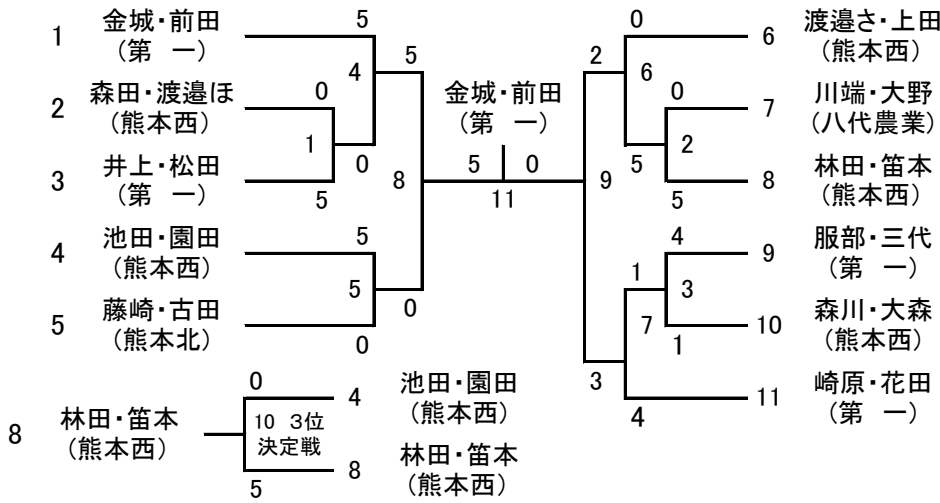 1 金城・前田 5
(第 一)
4 5
2 森田・渡邉ほ 0
(熊本西)
1
3 井上・松田 0
(第 一) 5
8
4 池田・園田 5
(熊本西)
5 0
5 藤崎・古田
(熊本北) 0
金城・前田
(第 一)
5 0
11
0 渡邉さ・上田
2 6
(熊本西)
6
0 川端・大野
7
(八代農業)
2
5 林田・笛本
8
5 (熊本西)
9
4 服部・三代
9
1 (第 一)
3
7 森川・大森
1 10
(熊本西)
3 崎原・花田
11
4 (第 一)
0 池田・園田
4
(熊本西)
8 林田・笛本
(熊本西)
10 3位
決定戦
林田・笛本
8
5 (熊本西)